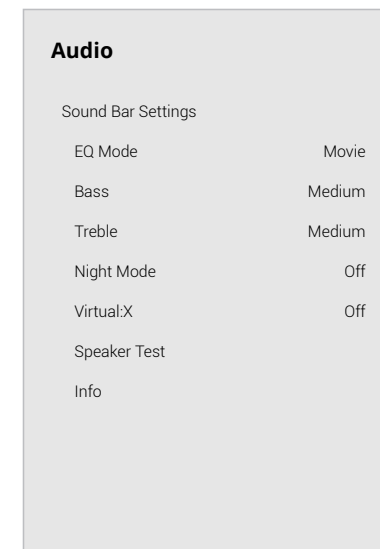 Audio
Sound Bar Settings
EQ Mode Movie
Bass Medium
Treble Medium
Night Mode Off
Virtual:X Off
Speaker Test
Info